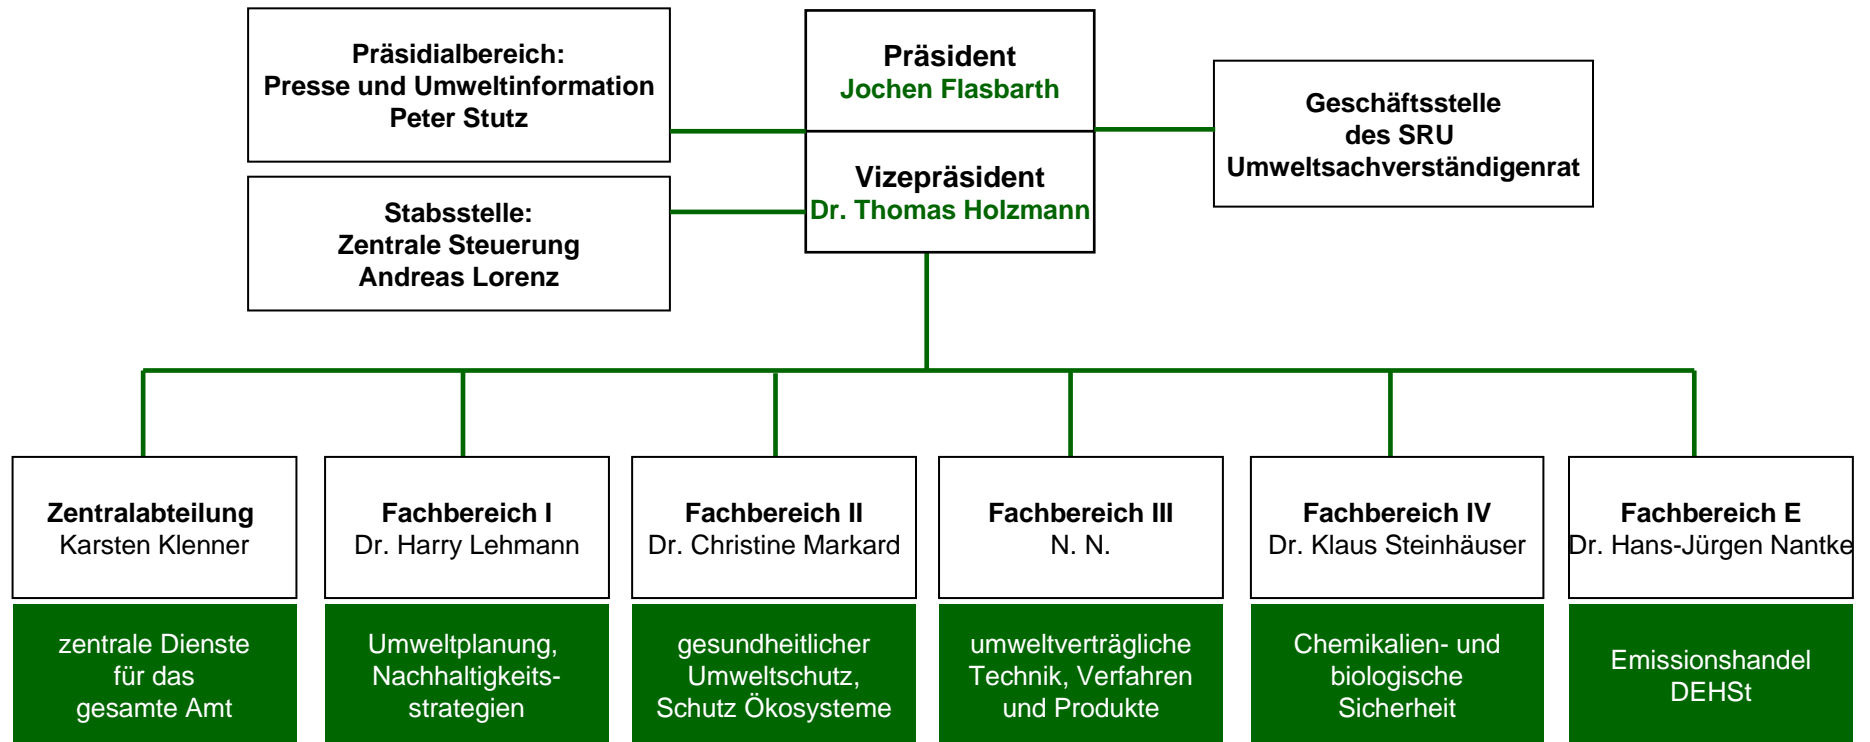 Präsidialbereich:
Presse und Umweltinformation
Peter Stutz
Präsident
Jochen Flasbarth
Geschäftsstelle
des SRU
Umweltsachverständigenrat
Stabsstelle:
Zentrale Steuerung
Andreas Lorenz
Vizepräsident
Dr. Thomas Holzmann
Zentralabteilung
Karsten Klenner
zentrale Dienste
für das
gesamte Amt
Fachbereich I
Dr. Harry Lehmann
Umweltplanung,
Nachhaltigkeits-
strategien
Fachbereich II
Dr. Christine Markard
gesundheitlicher
Umweltschutz,
Schutz Ökosysteme
Fachbereich III
N. N.
umweltverträgliche
Technik, Verfahren
und Produkte
Fachbereich IV
Dr. Klaus Steinhäuser
Chemikalien- und
biologische
Sicherheit
Fachbereich E
Dr. Hans-Jürgen Nantke
Emissionshandel
DEHSt